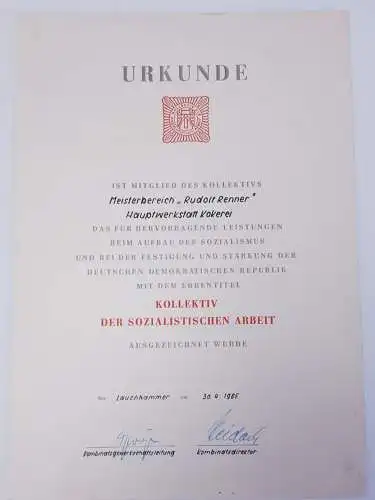 URKUNDE
IST MITGLIED DES KOLLEKTIVS
Meisterbereich „Rudolf Renner"
Hauptwerkstatt Kokerei
DAS FÜR HERVORRAGENDE LEISTUNGEN
BEIM AUFBAU DES SOZIALISMUS
UND BEI DER FESTIGUNG UND STÄRKUNG DER
DEUTSCHEN DEMOKRATISCHEN REPUBLIK
MIT DEM EHRENTITEL
KOLLEKTIV
DER SOZIALISTISCHEN ARBEIT
AUSGEZEICHNET WURDE
Lauchhammer
Kombinatsgewerkschaftsleitung Kombinatsdirektor